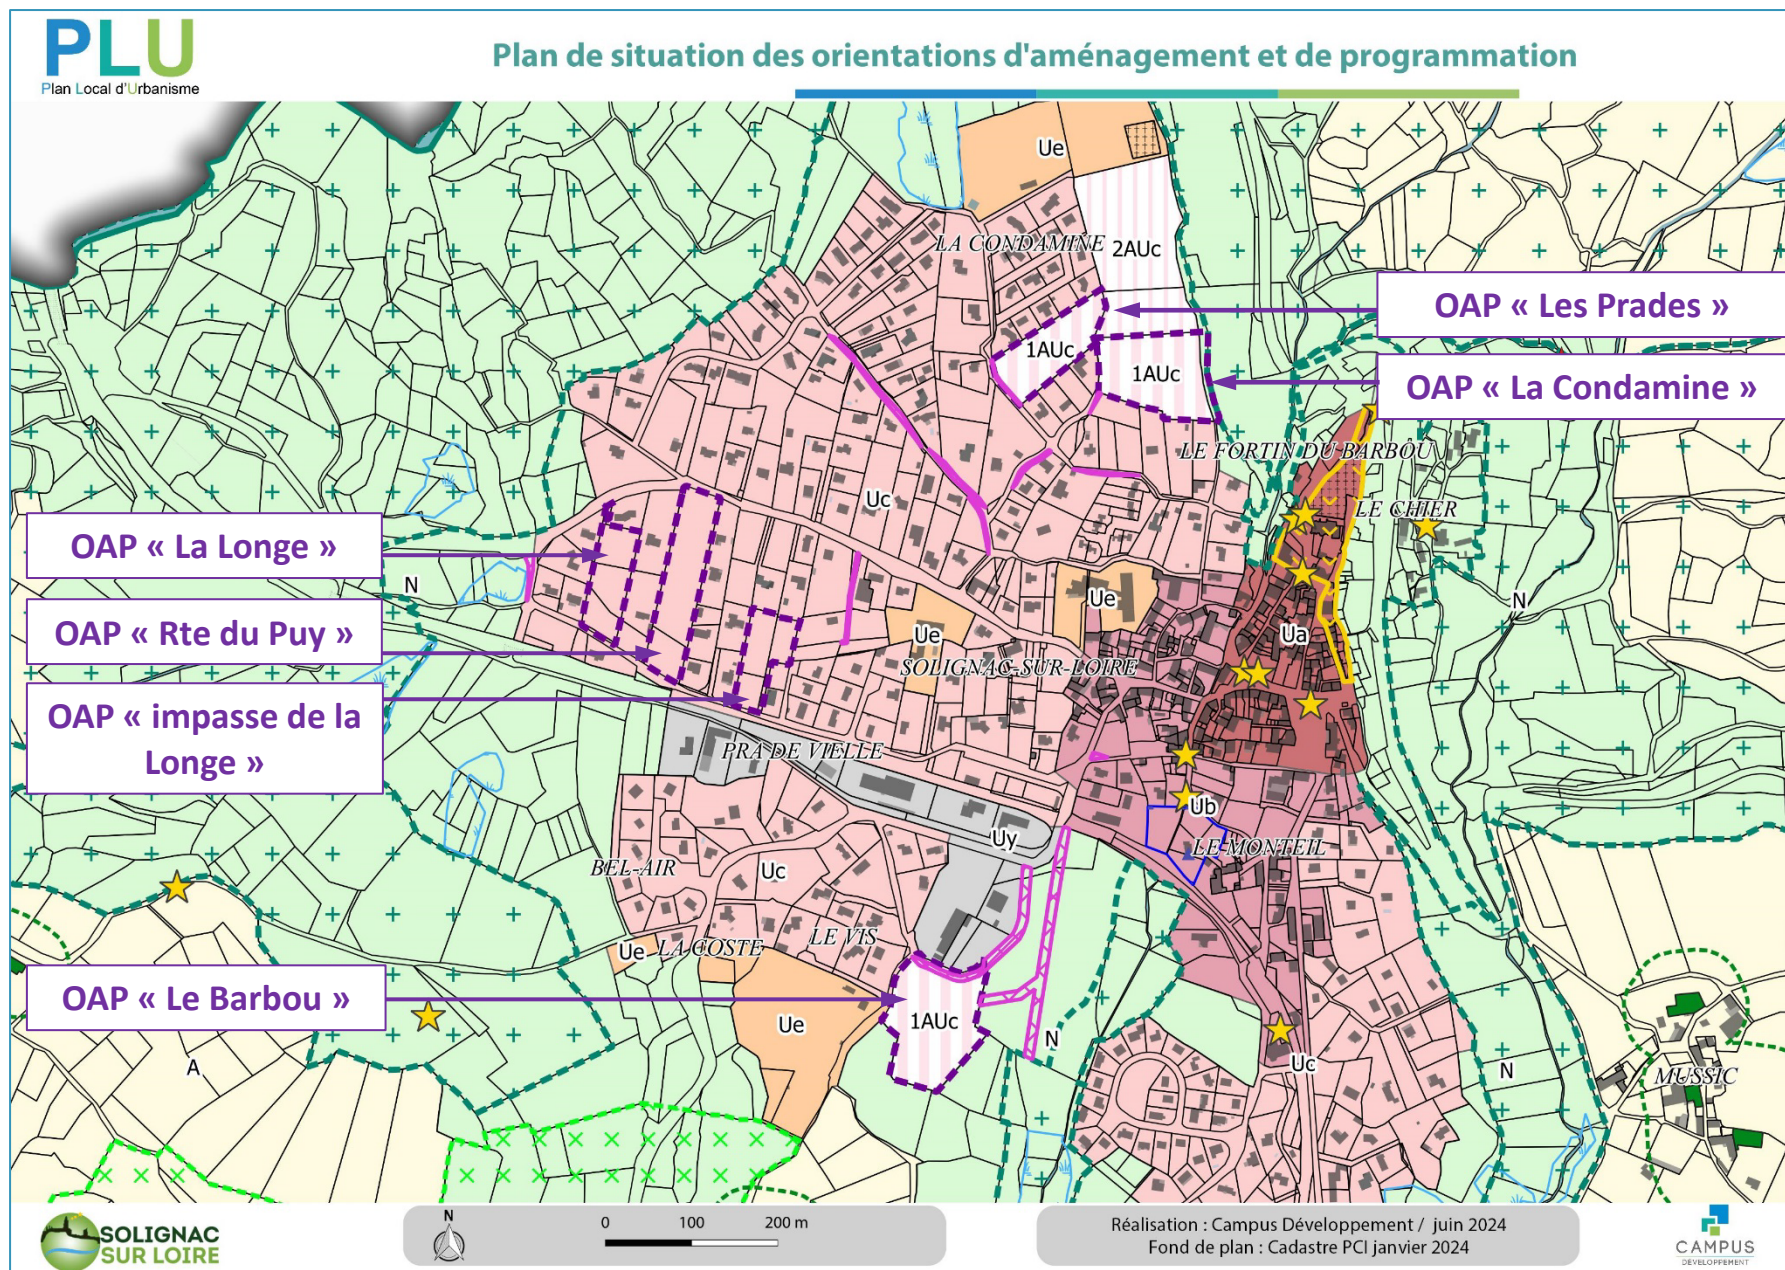 PLU
Plan Local d'Urbanisme
Plan de situation des orientations d'aménagement et de programmation
Ue
LA CONDAMINE
2AUc
OAP « Les Prades »
1AUc
1AUc
OAP « La Condamine »
LE FORTIN DU BARBOU
Uc
LE CHIER
OAP « La Longe »
N
Ue
N
OAP « Rte du Puy »
Ue
Ua
SOLIGNAC-SUR-LOIRE
OAP « impasse de la
Longe »
PRA DE VIELLE
Ub
Uy
LE MONTEIL
BEL-AIR
Uc
LE VIS
Ue
LA COSTE
OAP « Le Barbou »
1AUc
Ue
N
Uc
A
N
MUSSIC
SOLIGNAC
SUR LOIRE
N
0 100 200 m
Réalisation : Campus Développement / juin 2024
Fond de plan : Cadastre PCI janvier 2024
CAMPUS
DÉVELOPPEMENT